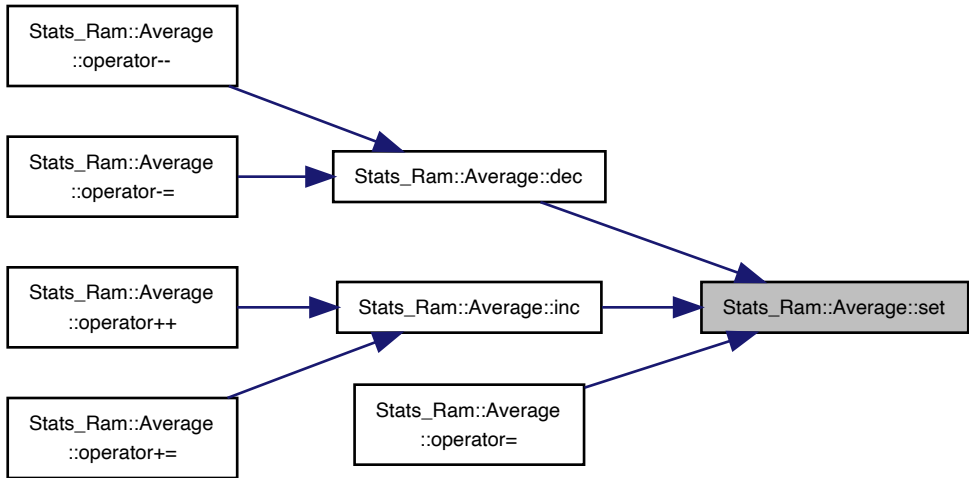 Stats_Ram::Average
::operator--
Stats_Ram::Average
::operator-=
Stats_Ram::Average::dec
Stats_Ram::Average
::operator++
Stats_Ram::Average::inc
Stats_Ram::Average::set
Stats_Ram::Average
::operator+=
Stats_Ram::Average
::operator=